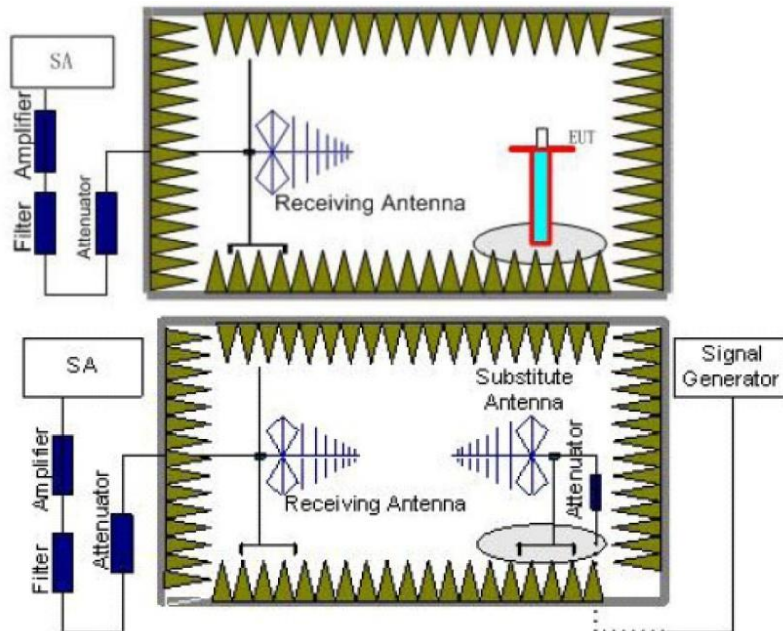 SA
Amplifier
Filter
Attenuator
Receiving Antenna
EUT
SA
Amplifier
Filter
Attenuator
Receiving Antenna
Substitute
Antenna
Attenuator
Signal
Generator